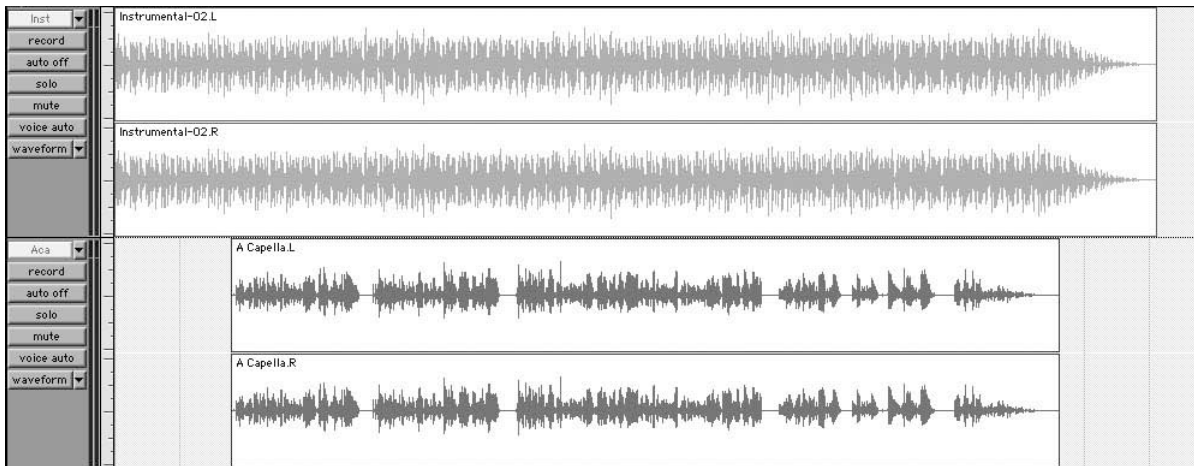 Inst
record
auto off
solo
mute
voice auto
waveform
Instrumental-02.L
Instrumental-02.R
Aca
record
auto off
solo
mute
voice auto
waveform
A Capella.L
A Capella.R